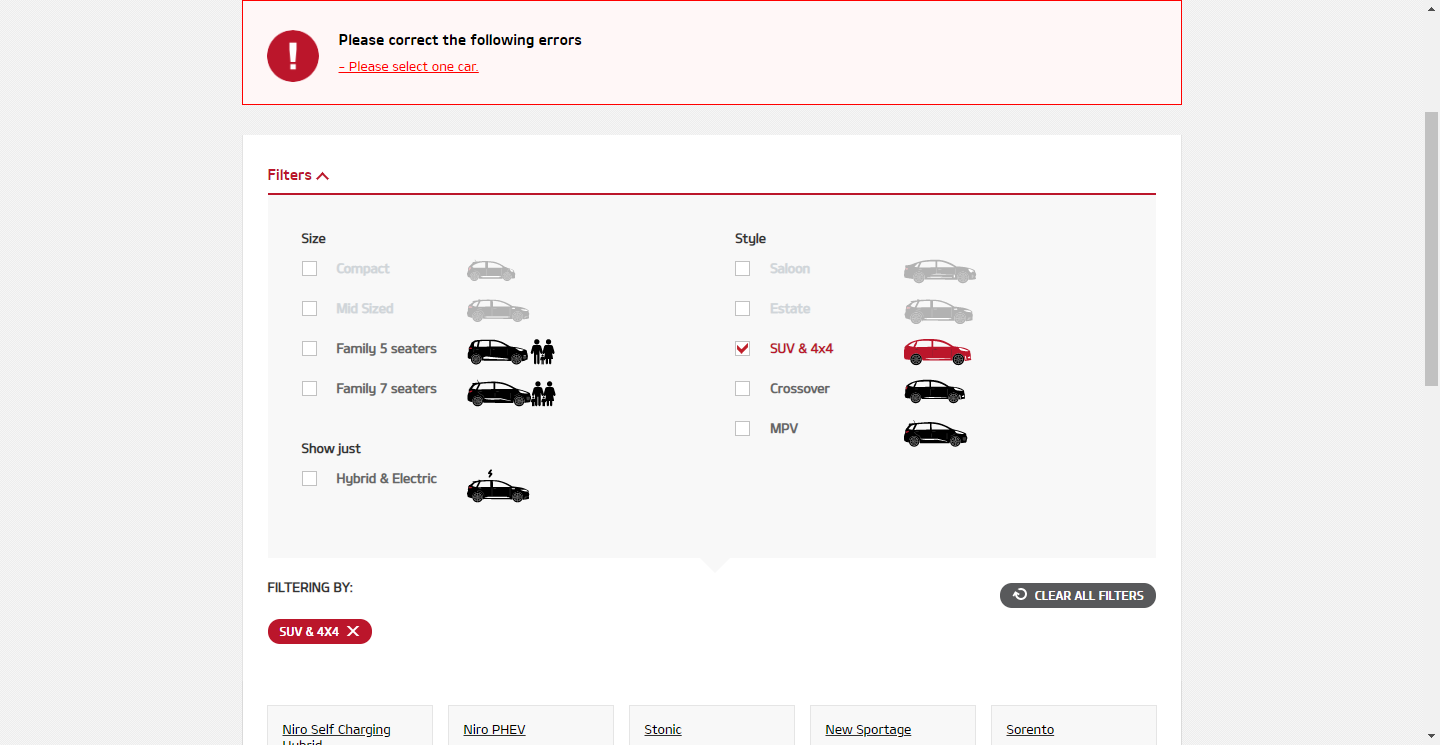 Please correct the following errors
- Please select one car.
Filters
Size
Compact
Mid Sized
Family 5 seaters
Family 7 seaters
Show just
Hybrid & Electric
Style
Saloon
Estate
SUV & 4x4
Crossover
MPV
FILTERING BY:
CLEAR ALL FILTERS
SUV & 4X4
Niro Self Charging
Hybrid
Niro PHEV
Stonic
New Sportage
Sorento